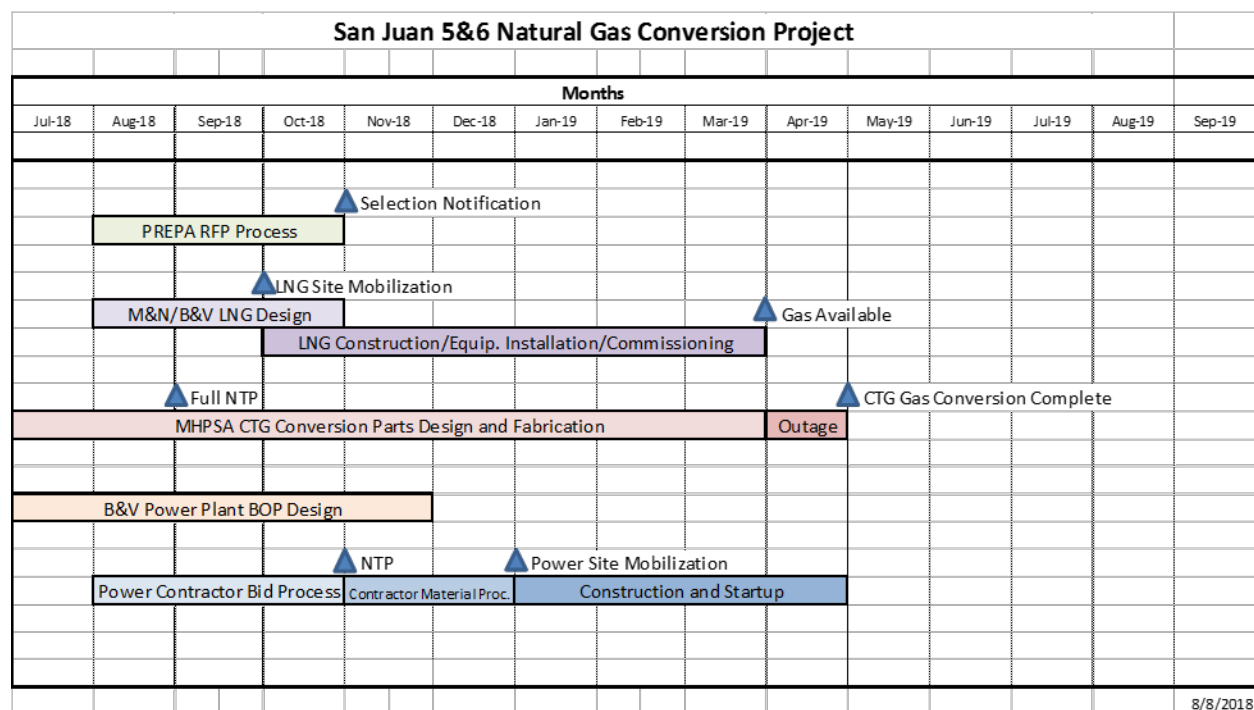 San Juan 5&6 Natural Gas Conversion Project
Months
Jul-18 Aug-18 Sep-18 Oct-18 Nov-18 Dec-18 Jan-19 Feb-19 Mar-19 Apr-19 May-19 Jun-19 Jul-19 Aug-19 Sep-19
Selection Notification
PREPA RFP Process
LNG Site Mobilization
M&N/B&V LNG Design
Gas Available
LNG Construction/Equip. Installation/Commissioning
Full NTP
CTG Gas Conversion Complete
MHPSA CTG Conversion Parts Design and Fabrication
Outage
B&V Power Plant BOP Design
NTP
Power Site Mobilization
Power Contractor Bid Process
Contractor Material Proc.
Construction and Startup
8/8/2018